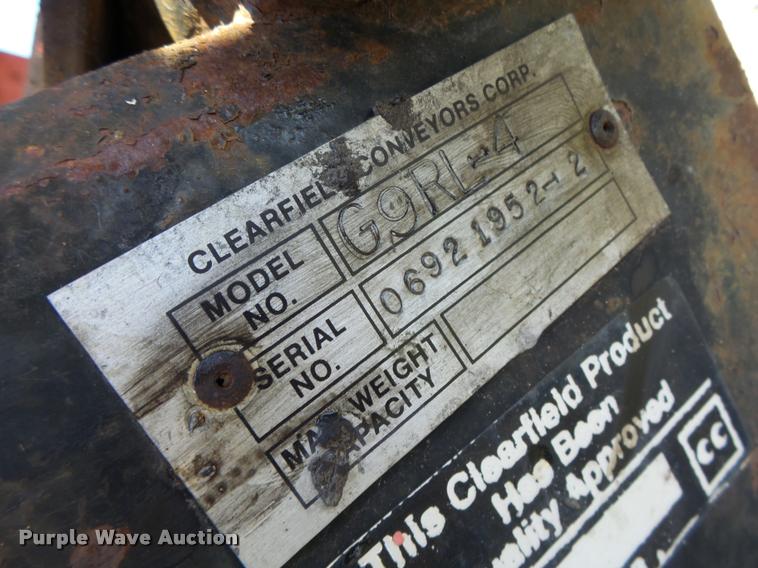 CLEARFIELD CONVEYORS CORP.
MODEL NO. G9RL-4
SERIAL NO. 0692 1952-12
MAX WEIGHT CAPACITY
This Clearfield Product
Has Been
Quality Approved
CC
Purple Wave Auction